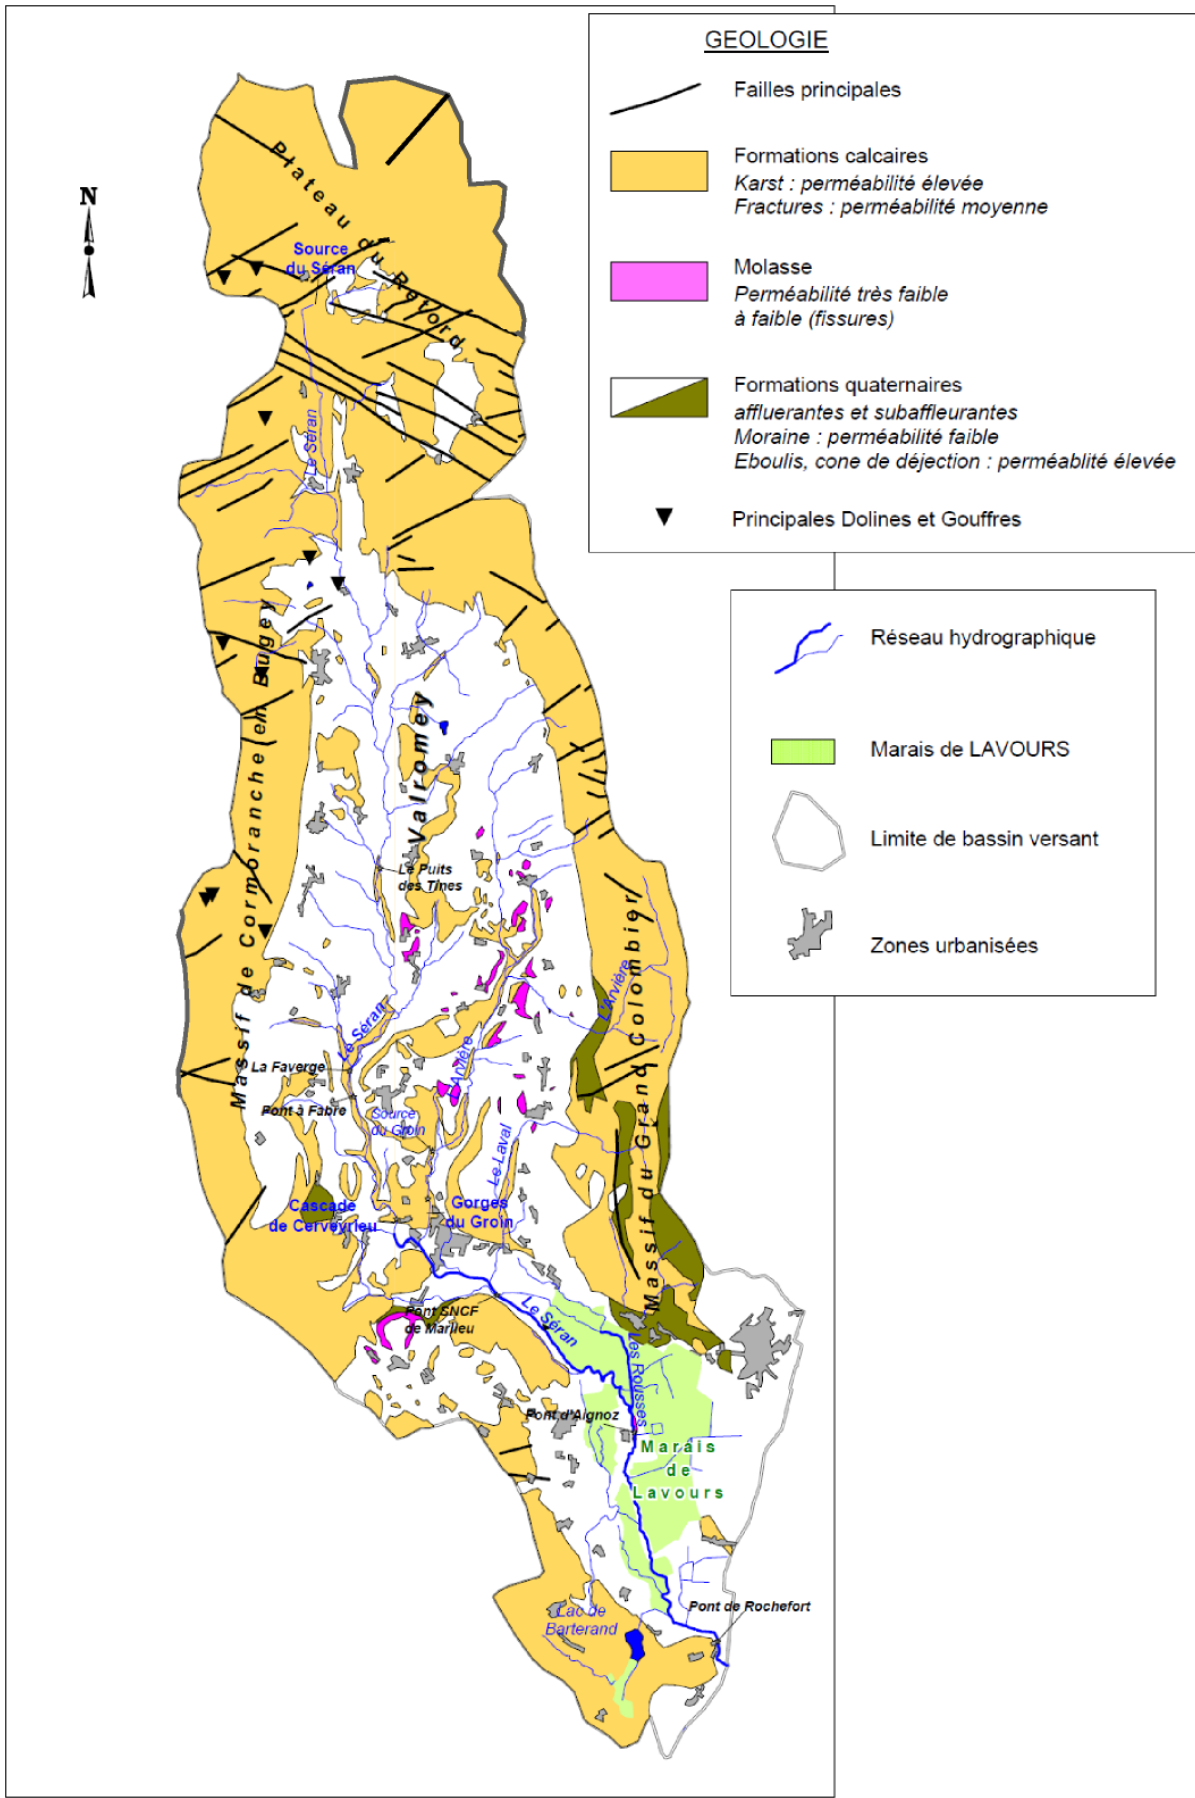 GEOLOGIE
Failles principales
Formations calcaires
Karst : perméabilité élevée
Fractures : perméabilité moyenne
Molasse
Perméabilité très faible
à faible (fissures)
Formations quaternaires
affluerantes et subaffleurantes
Moraine : perméabilité faible
Eboulis, cone de déjection : perméablité élevée
Principales Dolines et Gouffres
Réseau hydrographique
Marais de LAVOURS
Limite de bassin versant
Zones urbanisées
N
Plateau du Retord
Source
du Séran
Le Séran
Massif de Cormoranche en Bugey
Valromey
Le Puits
des Tines
Massif du Grand Colombier
L'Arvière
Le Séran
La Faverge
L'Arvière
Pont à Fabre
Source
du Groin
Le Laval
Cascade
de Cerveyrieu
Gorges
du Groin
Pont SNCF
de Marlieu
Le Séran
Les Rousses
Pont d'Aignoz
Marais
de
Lavours
Lac de
Barterand
Pont de Rochefort